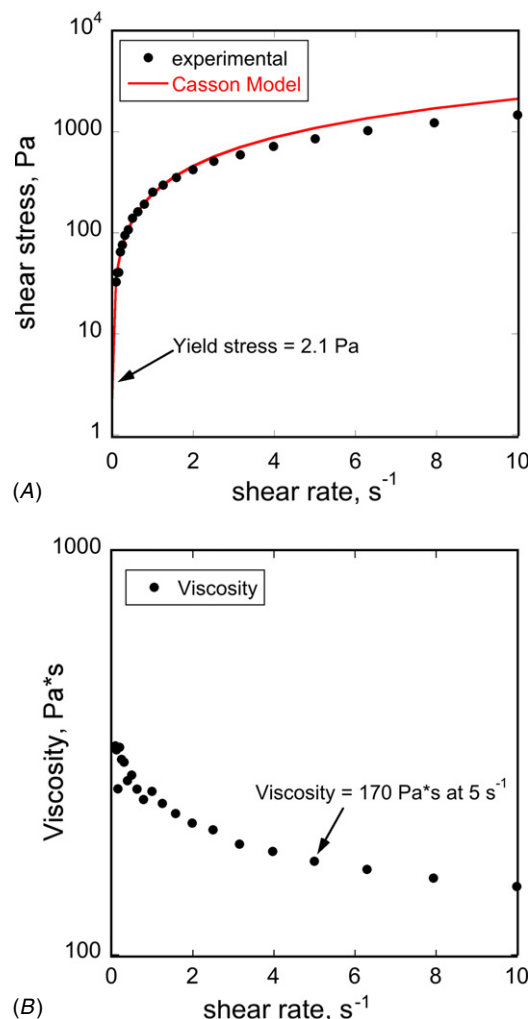 10^4
experimental
Casson Model
1000
shear stress, Pa
100
10
Yield stress = 2.1 Pa
1
0 2 4 6 8 10
(A)
shear rate, s^-1
1000
Viscosity
Viscosity, Pa*s
Viscosity = 170 Pa*s at 5 s^-1
100
0 2 4 6 8 10
(B)
shear rate, s^-1